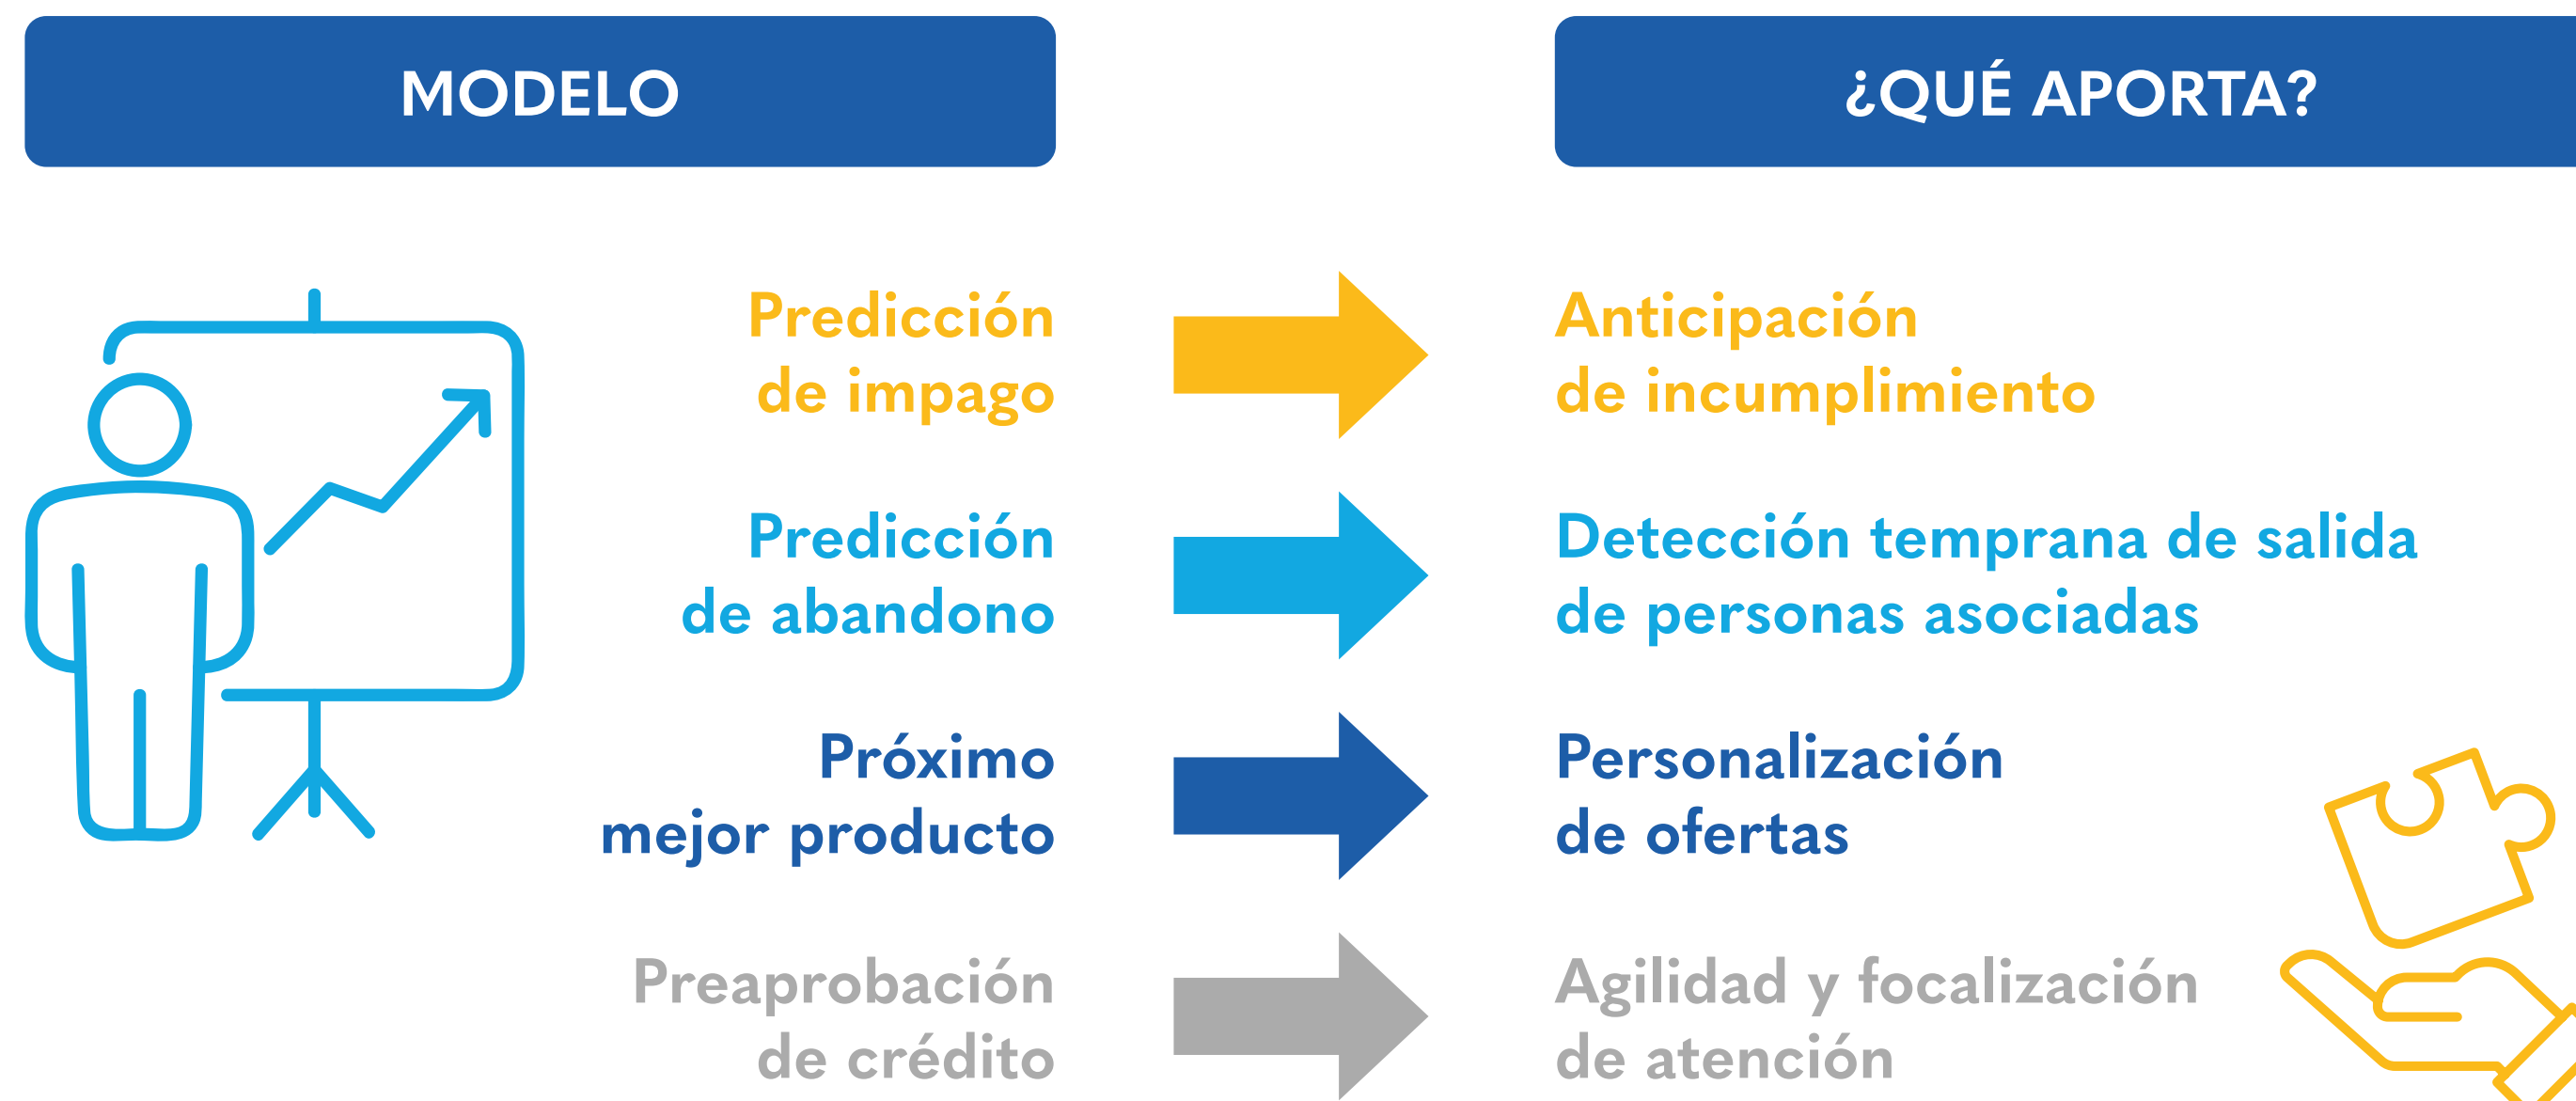 MODELO
¿QUÉ APORTA?
Predicción
de impago
Anticipación
de incumplimiento
Predicción
de abandono
Detección temprana de salida
de personas asociadas
Próximo
mejor producto
Personalización
de ofertas
Preaprobación
de crédito
Agilidad y focalización
de atención